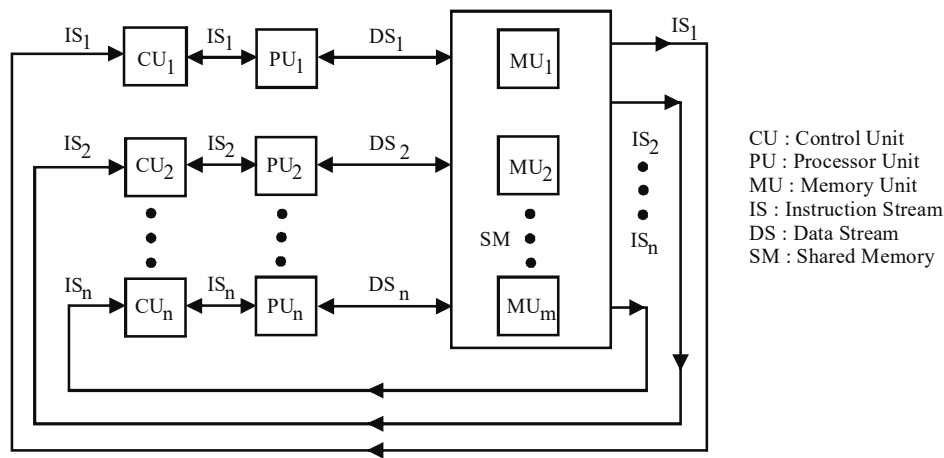 IS1 IS1 DS1 IS1
CU1 PU1 MU1
IS2 IS2 DS2 IS2
CU2 PU2 MU2
SM
ISn
ISn ISn DSn
CUn PUn MUm
CU : Control Unit
PU : Processor Unit
MU : Memory Unit
IS : Instruction Stream
DS : Data Stream
SM : Shared Memory